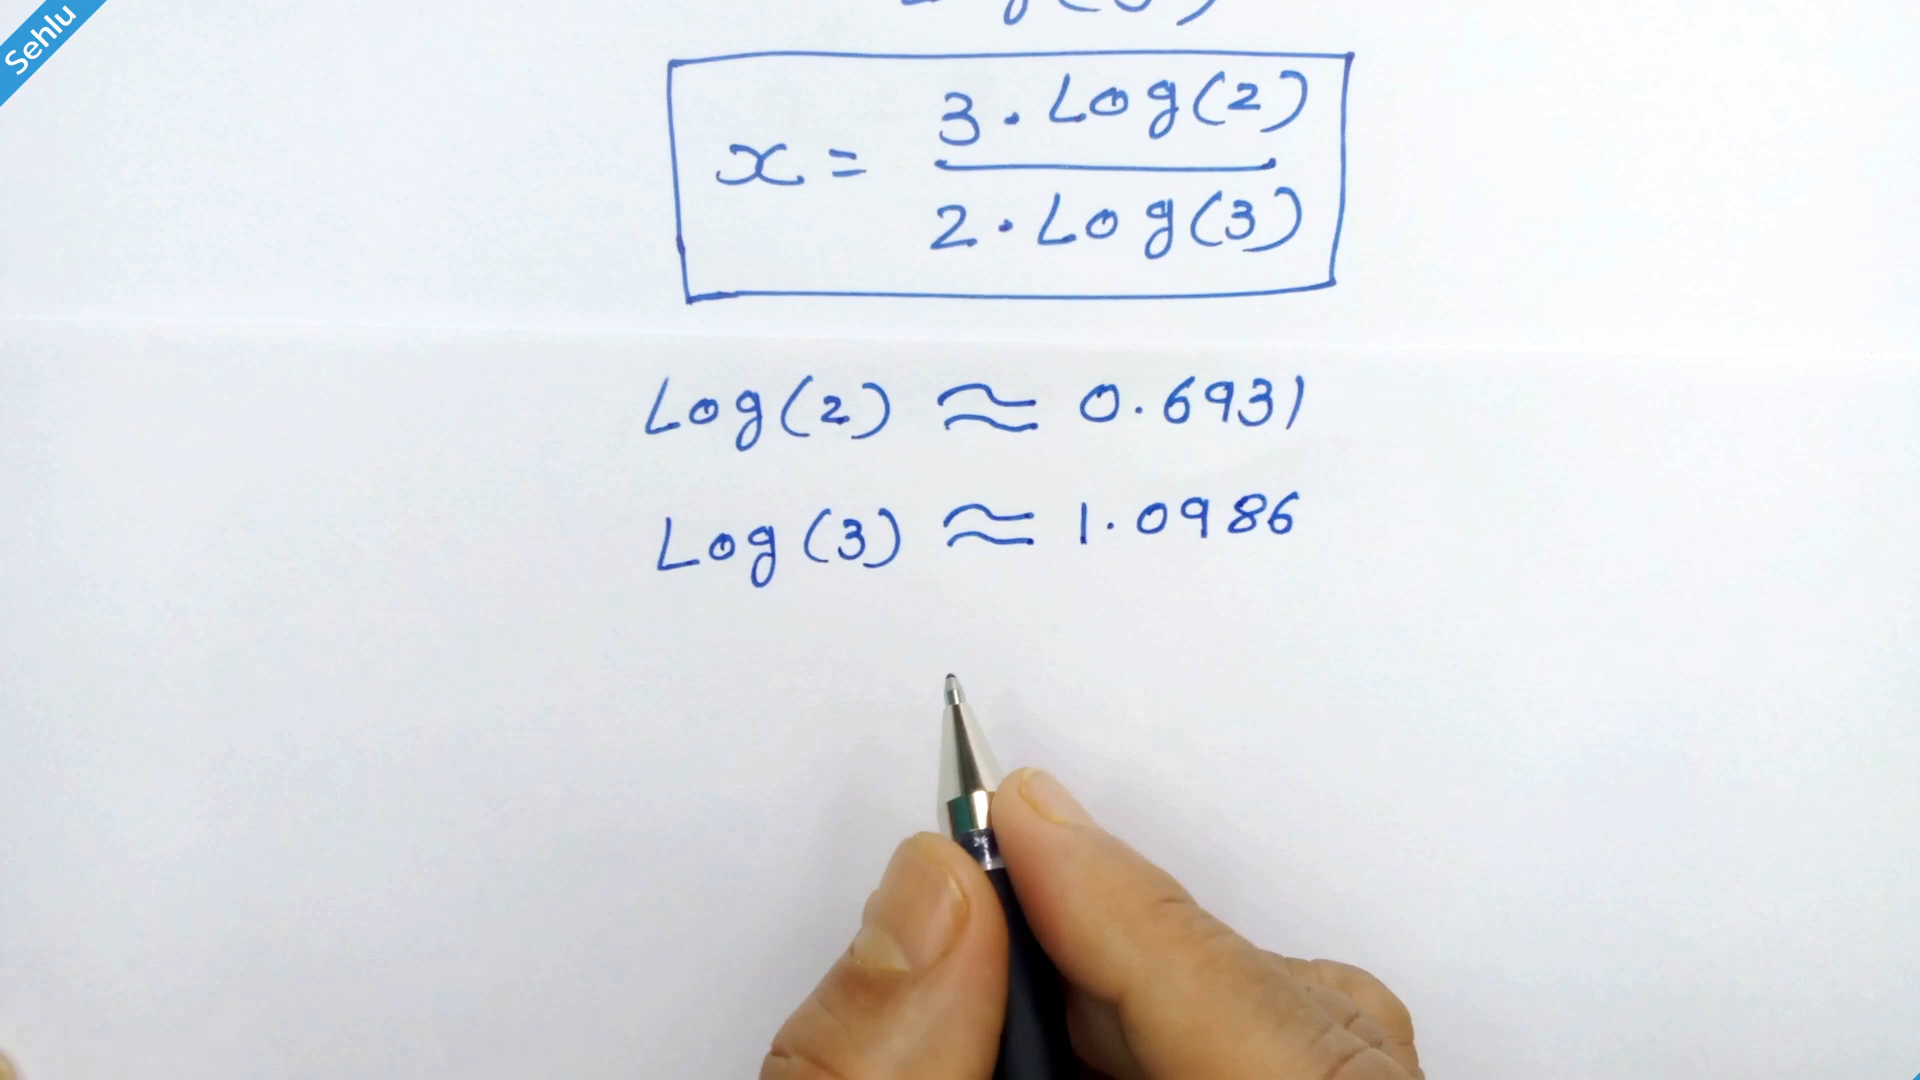 Sehlu
x = 3 · Log(2)
2 · Log(3)
Log(2) ≈ 0.6931
Log(3) ≈ 1.0986